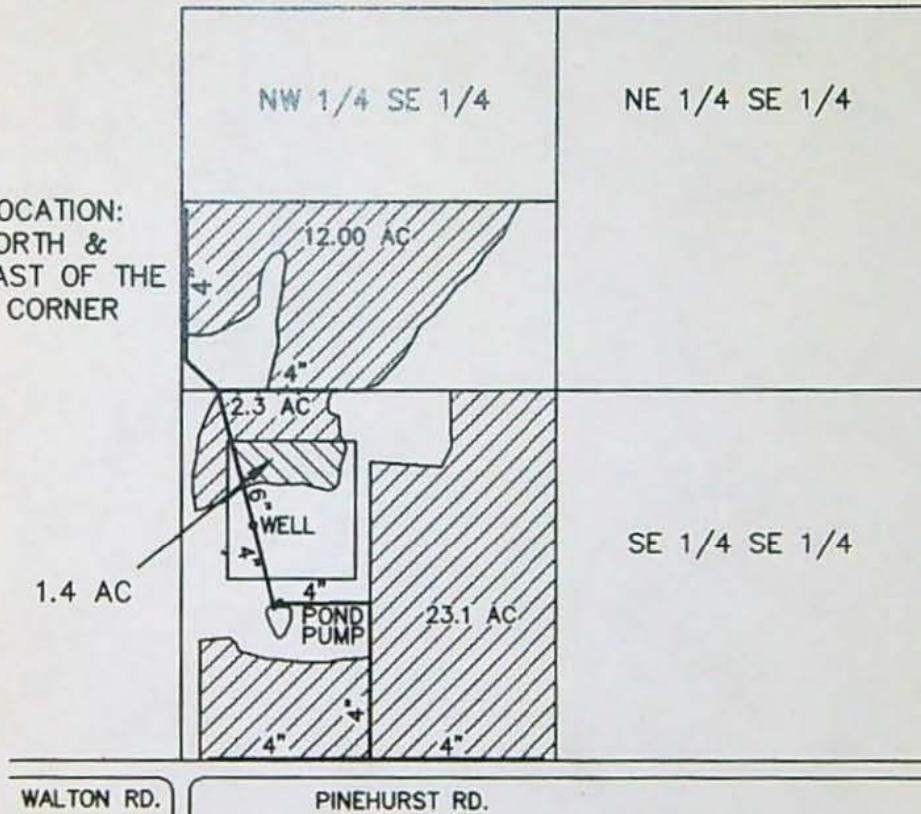 NW 1/4 SE 1/4
NE 1/4 SE 1/4
OCATION:
ORTH &
AST OF THE
CORNER
12.00 AC
4"
4"
2.3 AC
6"
WELL
4"
SE 1/4 SE 1/4
1.4 AC
4"
POND
PUMP
23.1 AC
4"
4"
4"
WALTON RD.
PINEHURST RD.